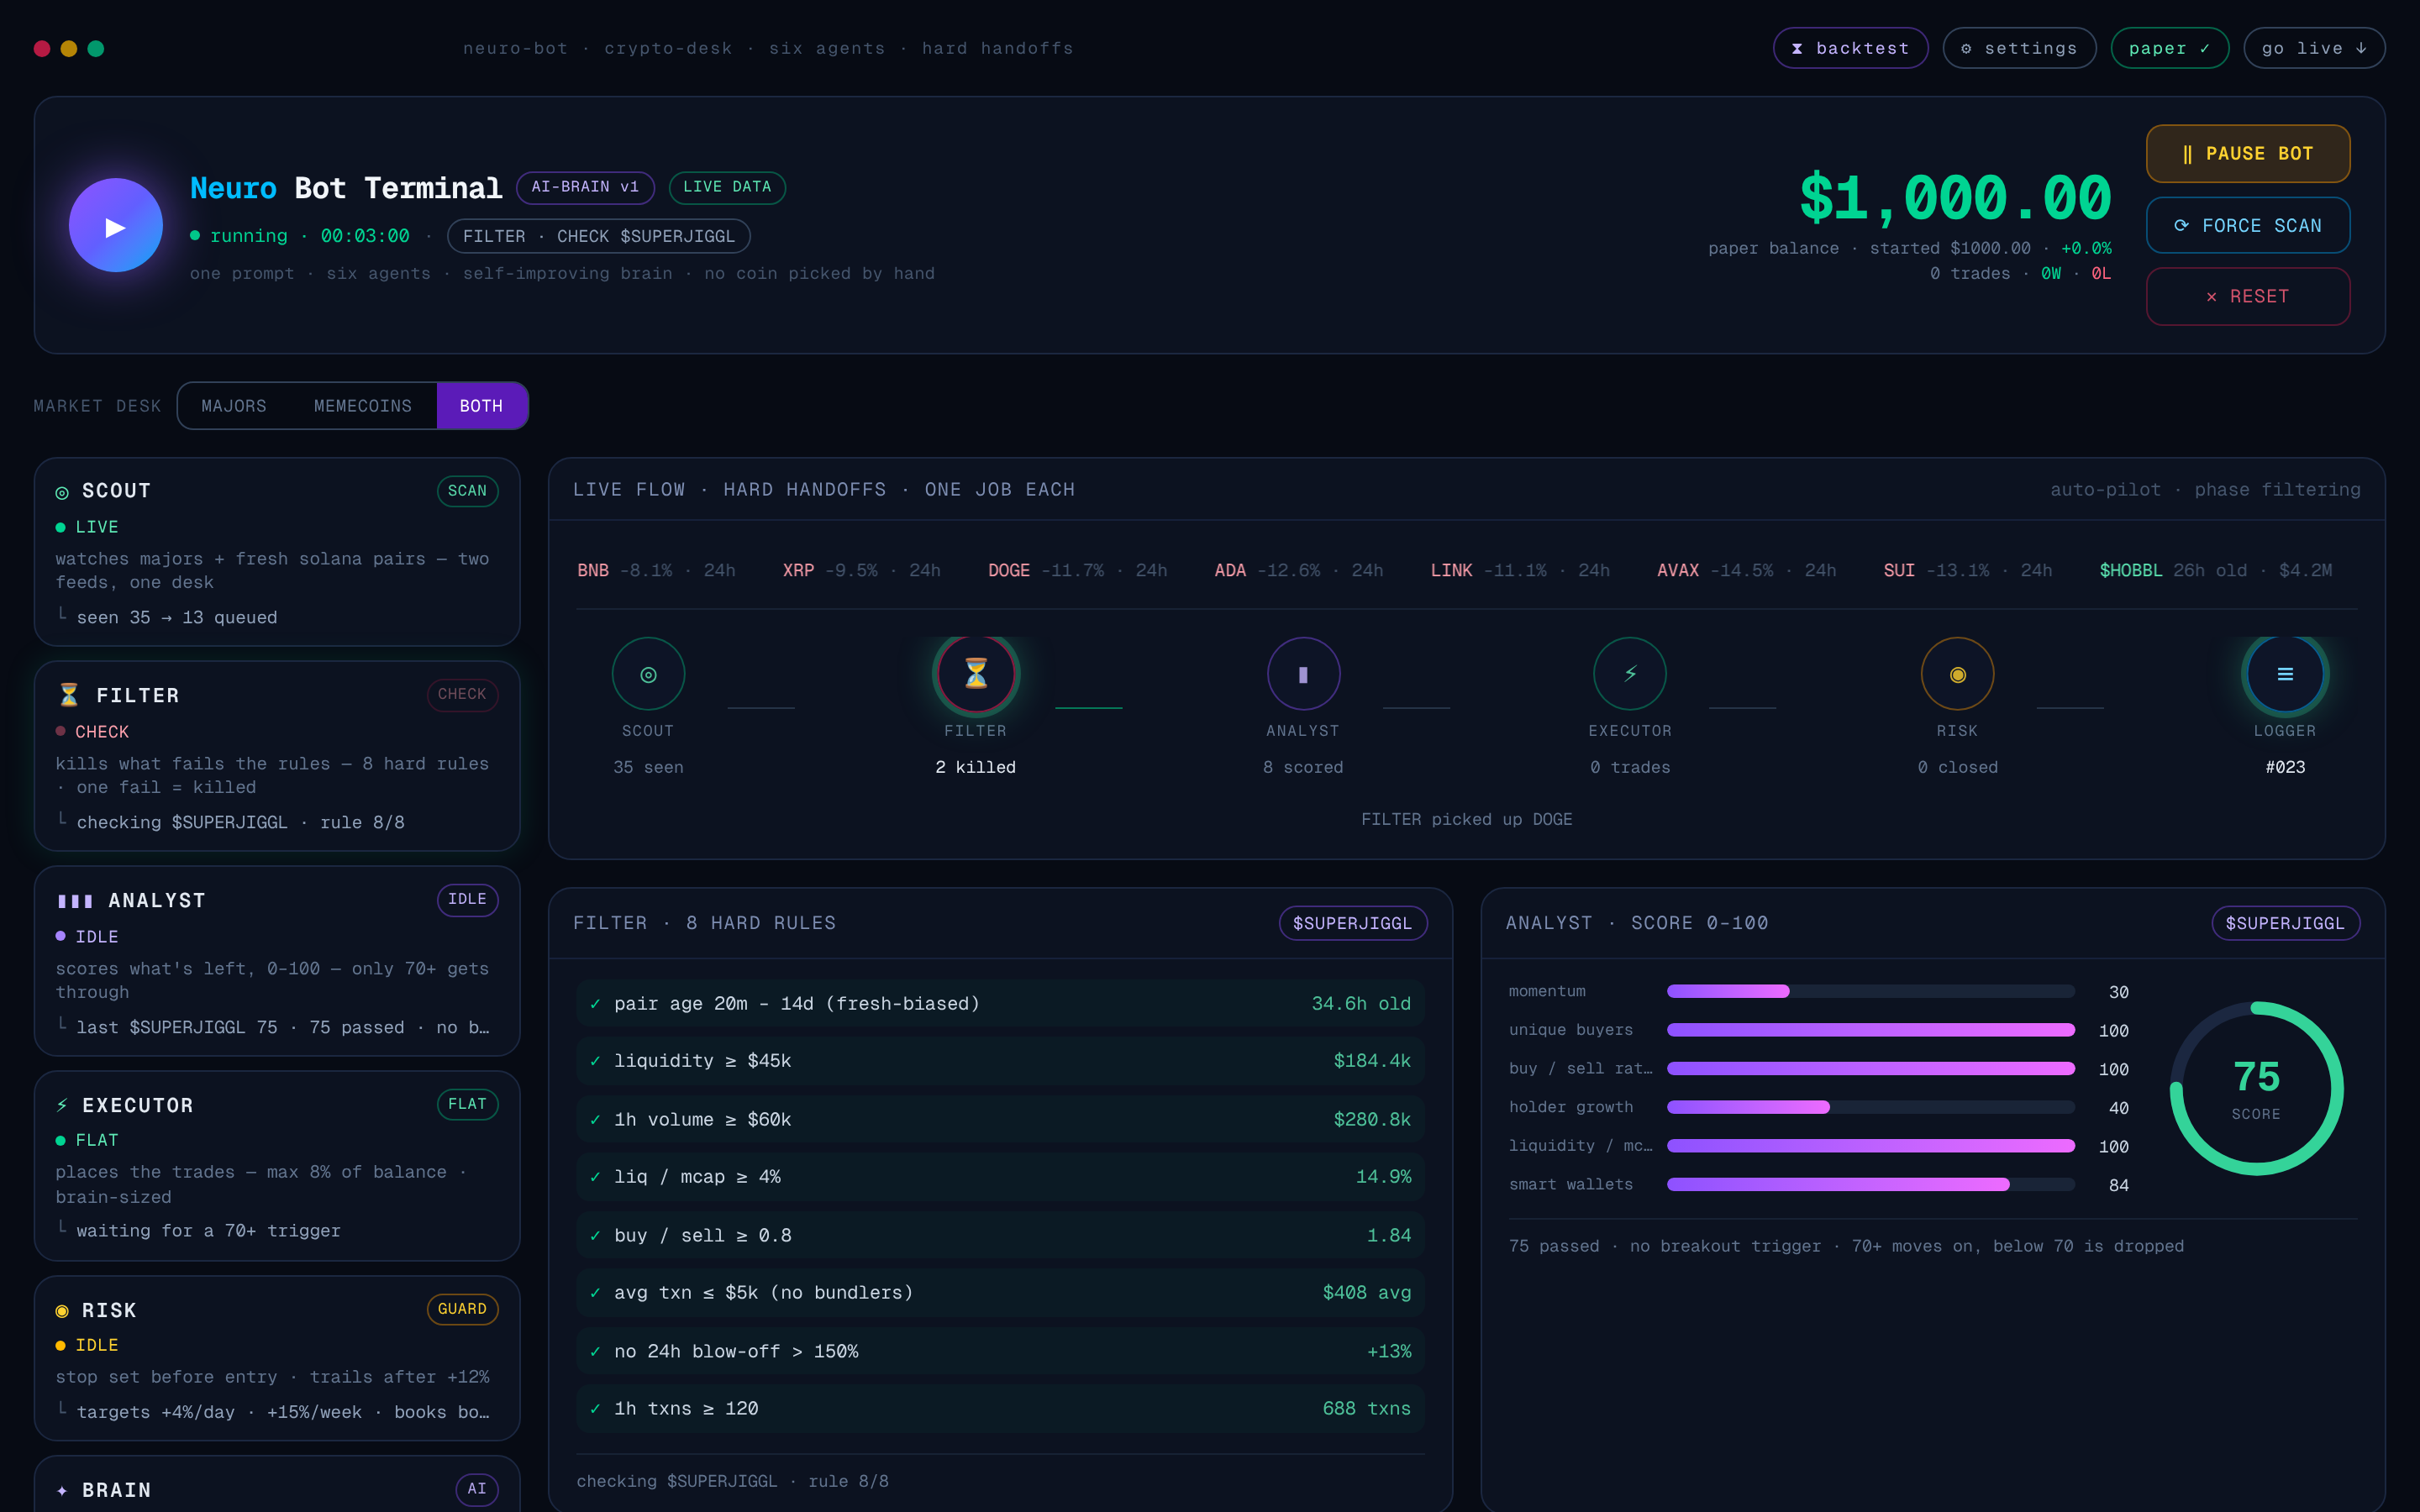 neuro-bot · crypto-desk · six agents · hard handoffs
⧗ backtest
⚙ settings
paper ✓
go live ↓
Neuro Bot Terminal
AI-BRAIN v1
LIVE DATA
running · 00:03:00 · FILTER · CHECK $SUPERJIGGL
one prompt · six agents · self-improving brain · no coin picked by hand
$1,000.00
paper balance · started $1000.00 · +0.0%
0 trades · 0W · 0L
‖ PAUSE BOT
⟳ FORCE SCAN
× RESET
MARKET DESK
MAJORS
MEMECOINS
BOTH
◎ SCOUT
SCAN
LIVE
watches majors + fresh solana pairs — two
feeds, one desk
└ seen 35 → 13 queued
⏳ FILTER
CHECK
CHECK
kills what fails the rules — 8 hard rules
· one fail = killed
└ checking $SUPERJIGGL · rule 8/8
▮▮▮ ANALYST
IDLE
IDLE
scores what's left, 0–100 — only 70+ gets
through
└ last $SUPERJIGGL 75 · 75 passed · no b…
⚡ EXECUTOR
FLAT
FLAT
places the trades — max 8% of balance ·
brain-sized
└ waiting for a 70+ trigger
◉ RISK
GUARD
IDLE
stop set before entry · trails after +12%
└ targets +4%/day · +15%/week · books bo…
✦ BRAIN
AI
LIVE FLOW · HARD HANDOFFS · ONE JOB EACH
auto-pilot · phase filtering
BNB -8.1% · 24h
XRP -9.5% · 24h
DOGE -11.7% · 24h
ADA -12.6% · 24h
LINK -11.1% · 24h
AVAX -14.5% · 24h
SUI -13.1% · 24h
$HOBBL 26h old · $4.2M
SCOUT
35 seen
FILTER
2 killed
ANALYST
8 scored
EXECUTOR
0 trades
RISK
0 closed
LOGGER
#023
FILTER picked up DOGE
FILTER · 8 HARD RULES
$SUPERJIGGL
✓ pair age 20m – 14d (fresh-biased) 34.6h old
✓ liquidity ≥ $45k $184.4k
✓ 1h volume ≥ $60k $280.8k
✓ liq / mcap ≥ 4% 14.9%
✓ buy / sell ≥ 0.8 1.84
✓ avg txn ≤ $5k (no bundlers) $408 avg
✓ no 24h blow-off > 150% +13%
✓ 1h txns ≥ 120 688 txns
checking $SUPERJIGGL · rule 8/8
ANALYST · SCORE 0–100
$SUPERJIGGL
momentum 30
unique buyers 100
buy / sell rat… 100
holder growth 40
liquidity / mc… 100
smart wallets 84
75
SCORE
75 passed · no breakout trigger · 70+ moves on, below 70 is dropped